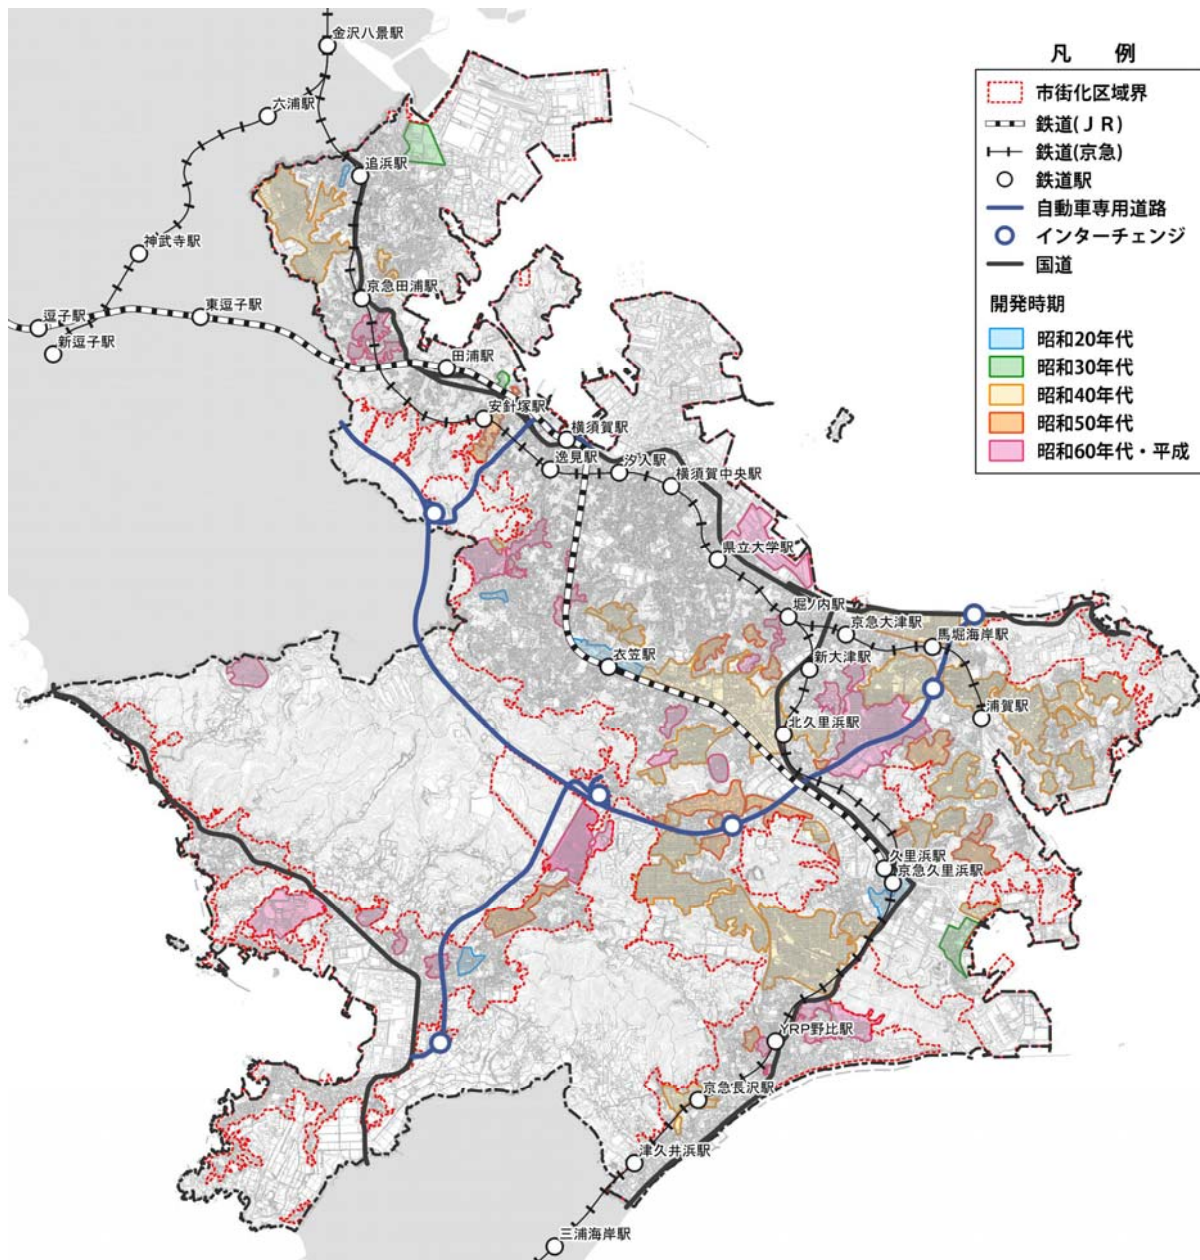 凡　例
市街化区域界
鉄道(ＪＲ)
鉄道(京急)
鉄道駅
自動車専用道路
インターチェンジ
国道
開発時期
昭和20年代
昭和30年代
昭和40年代
昭和50年代
昭和60年代・平成
金沢八景駅
六浦駅
追浜駅
神武寺駅
京急田浦駅
東逗子駅
逗子駅
新逗子駅
田浦駅
安針塚駅
横須賀駅
逸見駅
汐入駅
横須賀中央駅
県立大学駅
堀ノ内駅
京急大津駅
馬堀海岸駅
衣笠駅
新大津駅
浦賀駅
北久里浜駅
久里浜駅
京急久里浜駅
YRP野比駅
京急長沢駅
津久井浜駅
三浦海岸駅